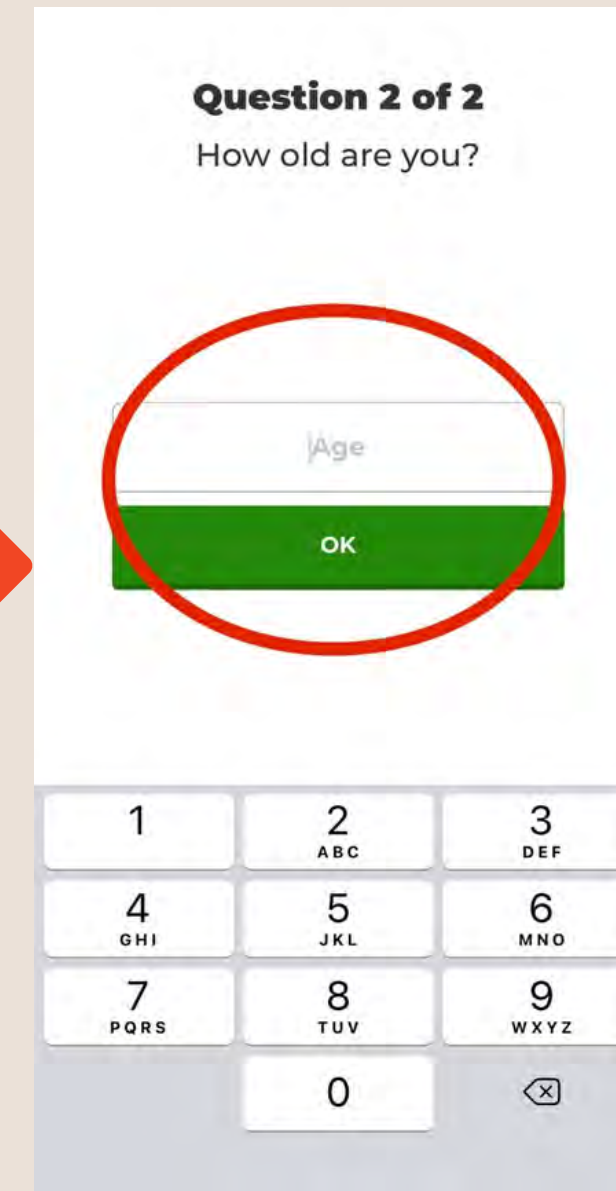 Question 2 of 2
How old are you?
Age
OK
1
2
3
ABC
DEF
4
5
6
GHI
JKL
MNO
7
8
9
PQRS
TUV
WXYZ
0